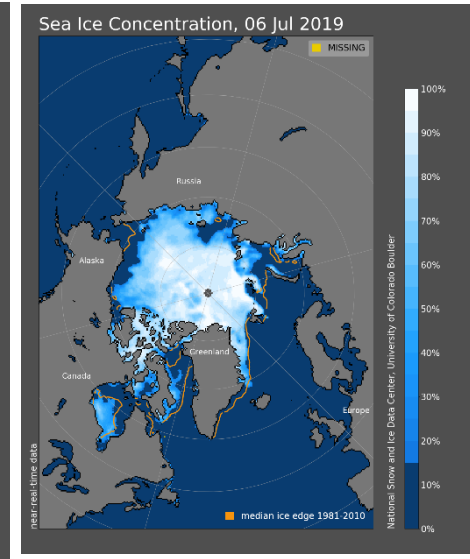 Sea Ice Concentration, 06 Jul 2019
MISSING
Russia
Alaska
Greenland
Canada
Europe
near-real-time data
median ice edge 1981-2010
100%
90%
80%
70%
60%
50%
40%
30%
20%
10%
0%
National Snow and Ice Data Center, University of Colorado Boulder